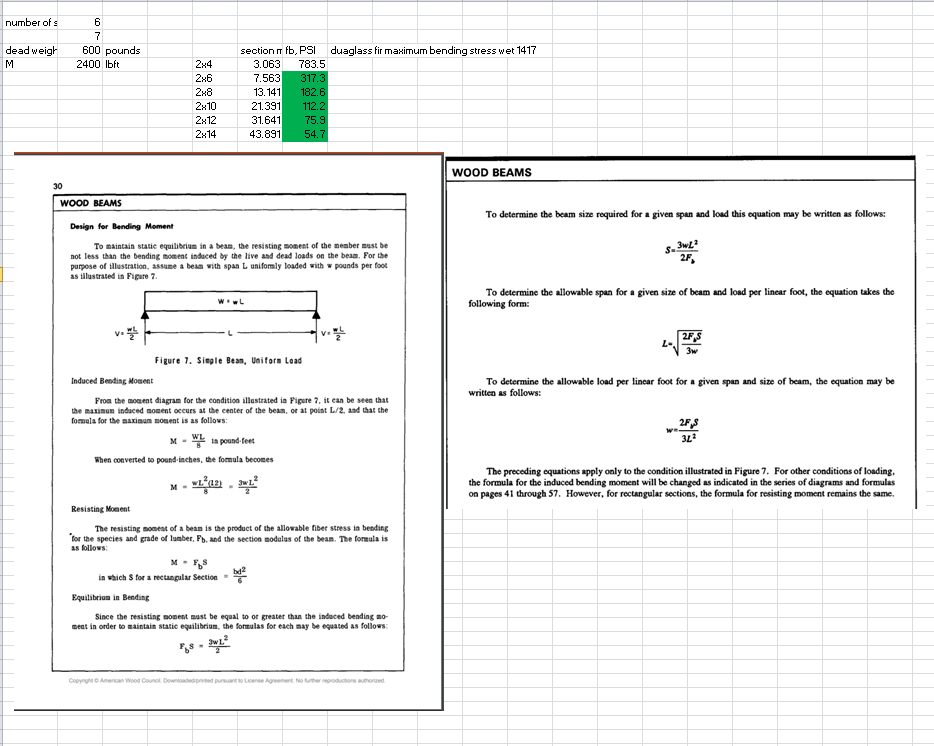 number of s 6
7
dead weigh 600 pounds section m fb, PSI duaglass fir maximum bending stress wet 1417
M 2400 lbft 2x4 3.063 783.5
2x6 7.563 317.3
2x8 13.141 182.6
2x10 21.391 112.2
2x12 31.641 75.9
2x14 43.891 54.7
30
WOOD BEAMS
Design for Bending Moment
To maintain static equilibrium in a beam, the resisting moment of the member must be
not less than the bending moment induced by the live and dead loads on the beam. For the
purpose of illustration, assume a beam with span L uniformly loaded with w pounds per foot
as illustrated in Figure 7.
W = wL
V = wL/2 L V = wL/2
Figure 7. Simple Beam, Uniform Load
Induced Bending Moment
From the moment diagram for the condition illustrated in Figure 7, it can be seen that
the maximum induced moment occurs at the center of the beam, or at point L/2, and that the
formula for the maximum moment is as follows:
M = WL/8 in pound-feet
When converted to pound-inches, the formula becomes
M = wL²(12)/8 = 3wL²/2
Resisting Moment
The resisting moment of a beam is the product of the allowable fiber stress in bending
for the species and grade of lumber, Fb, and the section modulus of the beam. The formula is
as follows:
M = FbS
in which S for a rectangular Section = bd²/6
Equilibrium in Bending
Since the resisting moment must be equal to or greater than the induced bending mo-
ment in order to maintain static equilibrium, the formulas for each may be equated as follows:
FbS = 3wL²/2
Copyright © American Wood Council. Downloaded/printed pursuant to License Agreement. No further reproductions authorized.
WOOD BEAMS
To determine the beam size required for a given span and load this equation may be written as follows:
S=3wL²/2Fb
To determine the allowable span for a given size of beam and load per linear foot, the equation takes the
following form:
L=√2FbS/3w
To determine the allowable load per linear foot for a given span and size of beam, the equation may be
written as follows:
w=2FbS/3L²
The preceding equations apply only to the condition illustrated in Figure 7. For other conditions of loading,
the formula for the induced bending moment will be changed as indicated in the series of diagrams and formulas
on pages 41 through 57. However, for rectangular sections, the formula for resisting moment remains the same.